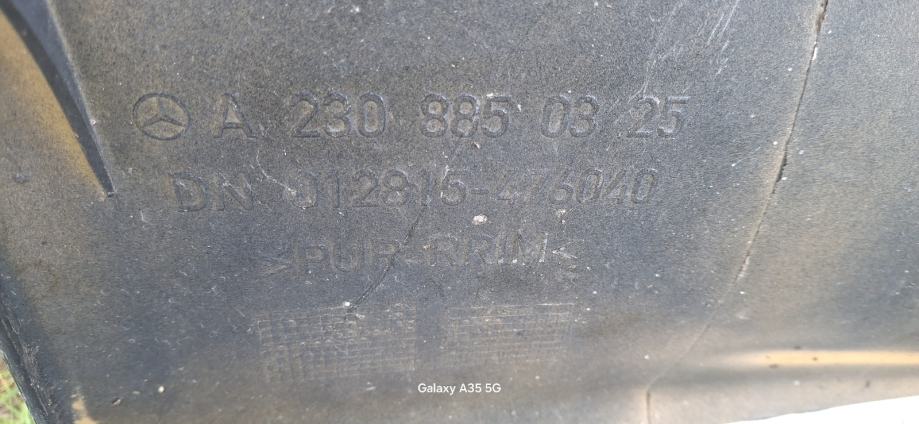 A 230 885 03 25
DN 012815-476040
>PUR-RRIM<
Galaxy A35 5G